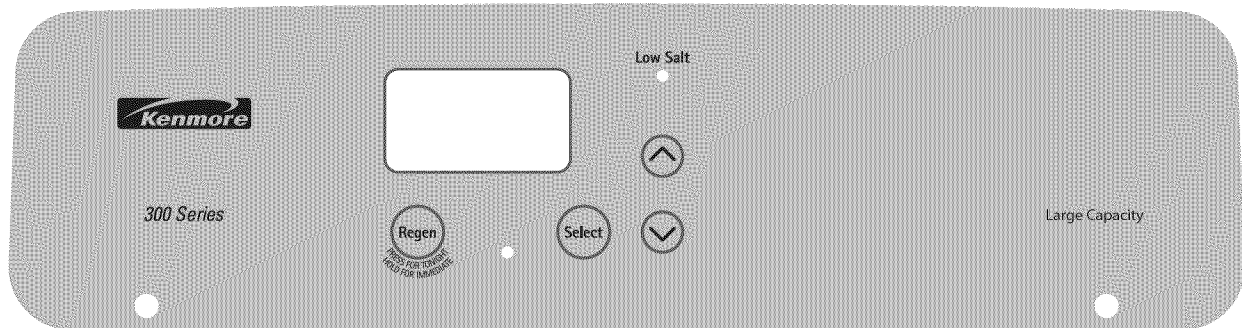 Low Salt
Kenmore
300 Series
Regen
Select
Large Capacity
PRESS FOR TONIGHT
HOLD FOR IMMEDIATE